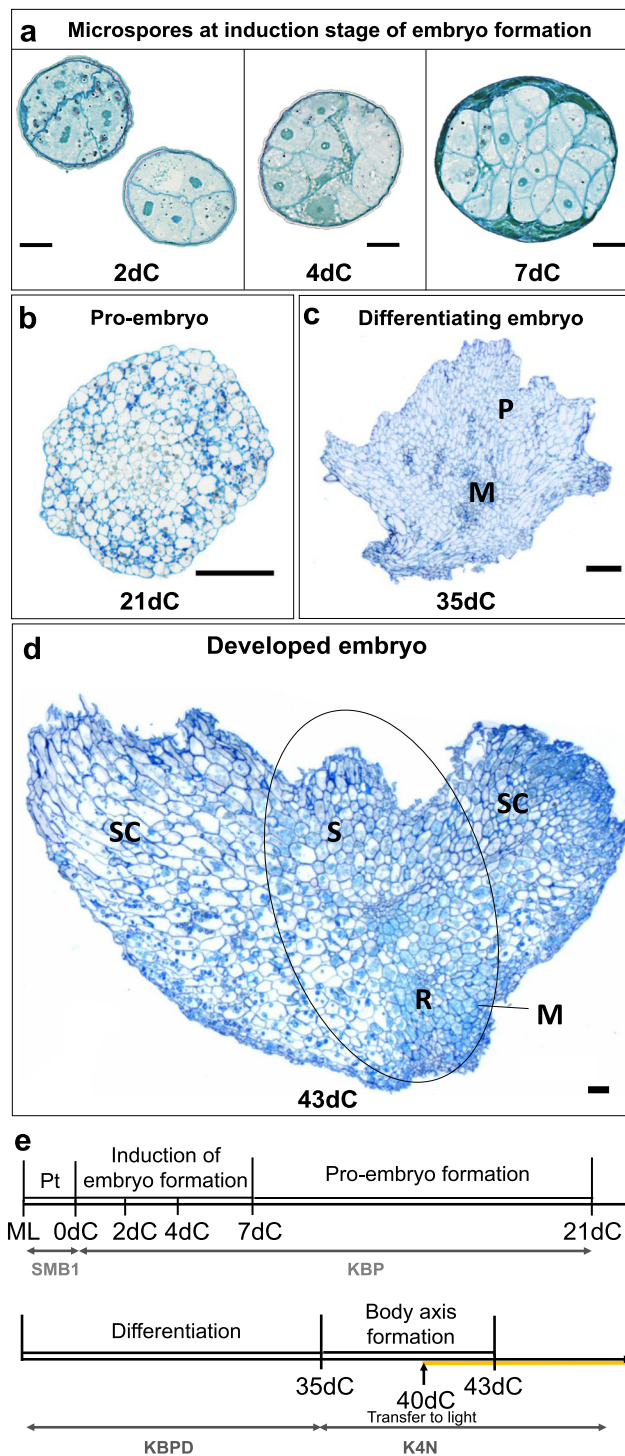 a Microspores at induction stage of embryo formation
2dC 4dC 7dC
b Pro-embryo
21dC
c Differentiating embryo
P
M
35dC
d Developed embryo
SC S SC
R
M
43dC
e
Pt Induction of embryo formation Pro-embryo formation
ML 0dC 2dC 4dC 7dC 21dC
SMB1 KBP
Differentiation Body axis formation
35dC 40dC 43dC
Transfer to light
KBPD K4N